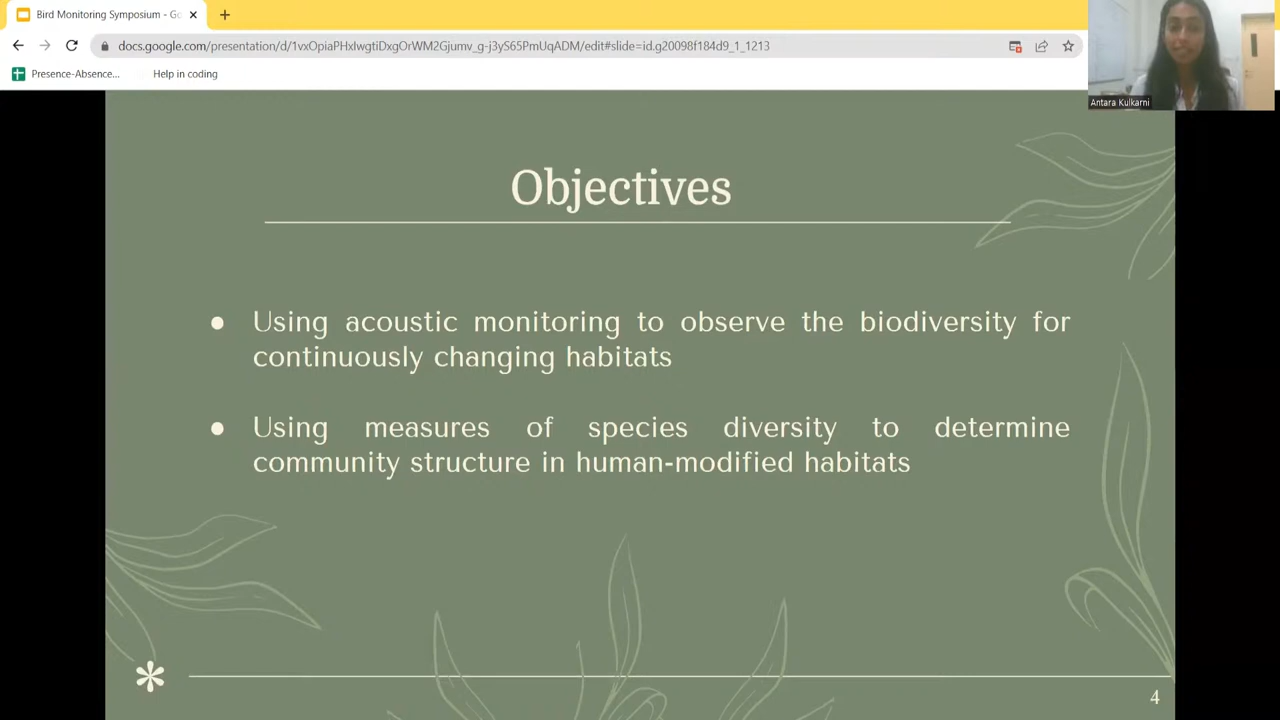 Bird Monitoring Symposium - Go
docs.google.com/presentation/d/1vxOpiaPHxIwgtiDxgOrWM2Gjumv_g-j3yS65PmUqADM/edit#slide=id.g20098f184d9_1_1213
Presence-Absence... Help in coding
Antara Kulkarni
Objectives
● Using acoustic monitoring to observe the biodiversity for
continuously changing habitats
● Using measures of species diversity to determine
community structure in human-modified habitats
*
4